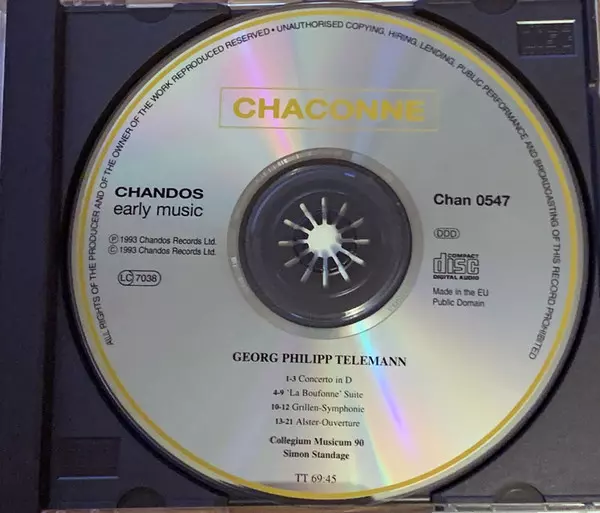 ALL RIGHTS OF THE PRODUCER AND OF THE OWNER OF THE WORK REPRODUCED RESERVED • UNAUTHORISED COPYING, HIRING, LENDING, PUBLIC PERFORMANCE AND BROADCASTING OF THIS RECORD PROHIBITED
CHACONNE
CHANDOS
early music
Chan 0547
Ⓟ 1993 Chandos Records Ltd.
© 1993 Chandos Records Ltd.
DDD
LC 7038
COMPACT
disc
DIGITAL AUDIO
Made in the EU
Public Domain
GEORG PHILIPP TELEMANN
1-3 Concerto in D
4-9 'La Boufonne' Suite
10-12 Grillen-Symphonie
13-21 Alster-Ouverture
Collegium Musicum 90
Simon Standage
TT 69:45